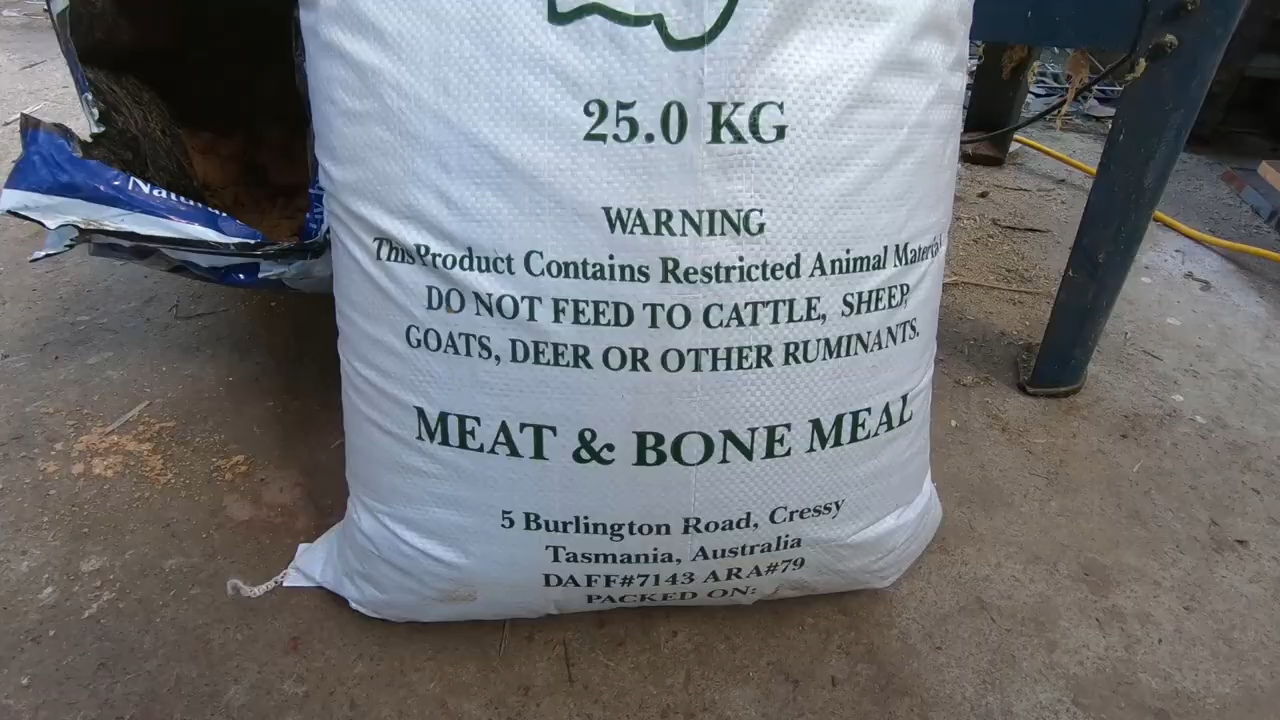 25.0 KG
WARNING
This Product Contains Restricted Animal Material
DO NOT FEED TO CATTLE, SHEEP,
GOATS, DEER OR OTHER RUMINANTS.
MEAT & BONE MEAL
5 Burlington Road, Cressy
Tasmania, Australia
DAFF#7143 ARA#79
PACKED ON: